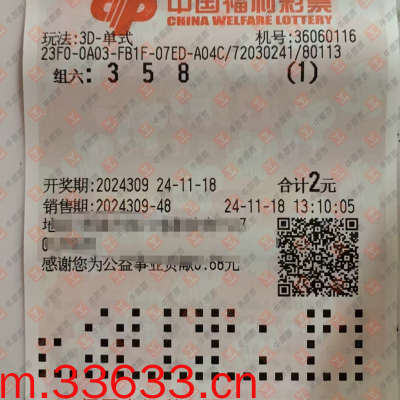 中国福利彩票
CHINA WELFARE LOTTERY
玩法:3D-单式 机号:36060116
23F0-0A03-FB1F-07ED-A04C/72030241/80113
组六: 3 5 8 (1)
开奖期:2024309 24-11-18 合计2元
销售期:2024309-48 24-11-18 13:10:05
地
0
感谢您为公益事业贡献0.68元
m.33633.cn